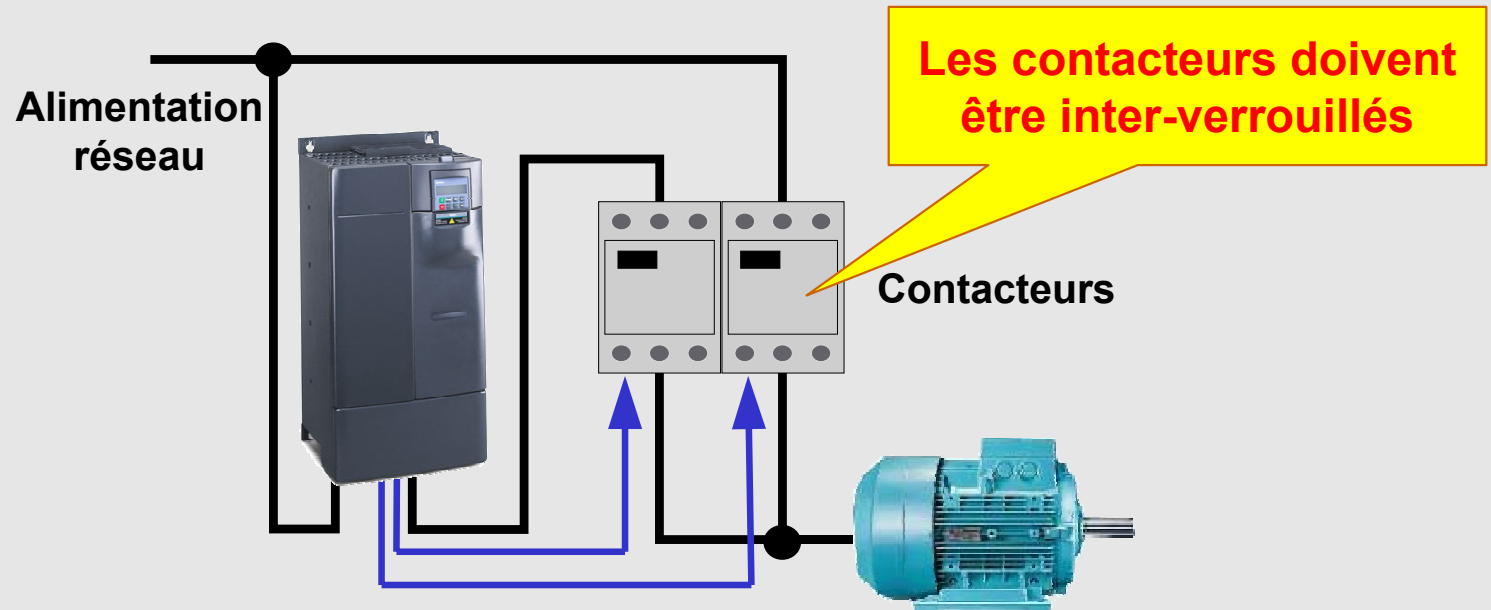 Alimentation
réseau
Les contacteurs doivent
être inter-verrouillés
Contacteurs